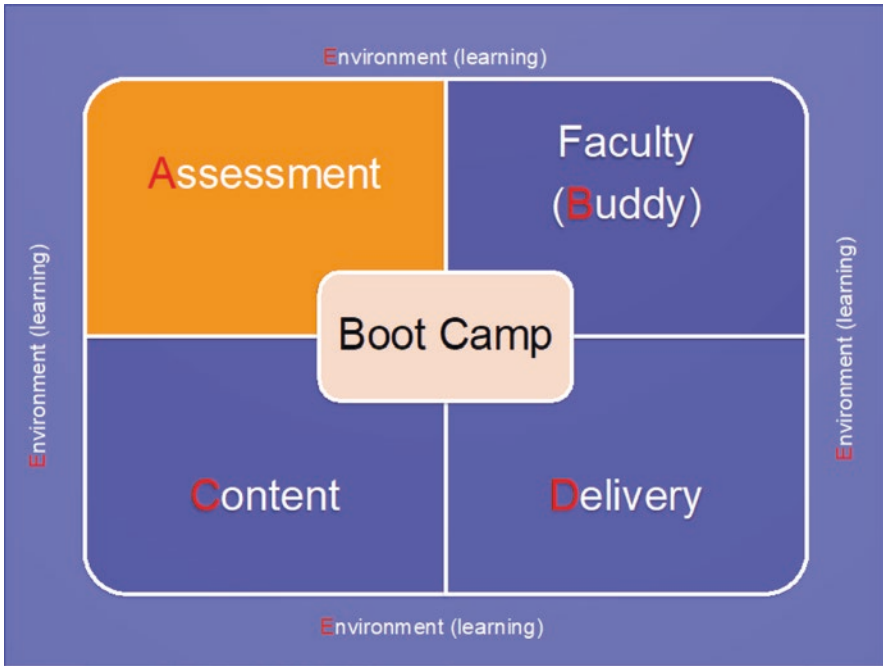 Environment (learning)
Assessment
Faculty
(Buddy)
Environment (learning)
Boot Camp
Environment (learning)
Content
Delivery
Environment (learning)